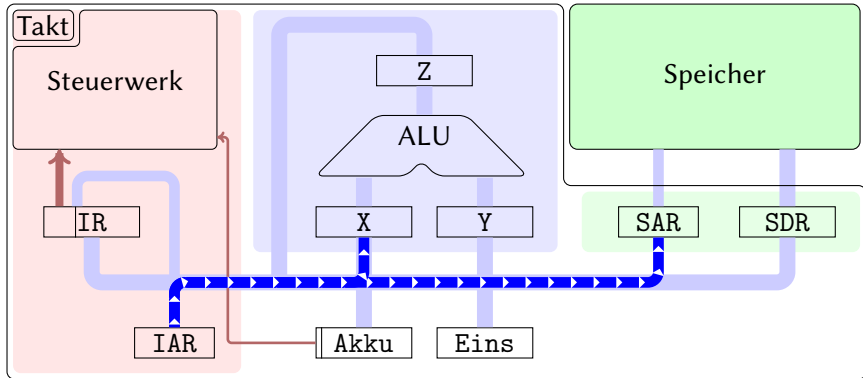 Takt
Steuerwerk
Z
ALU
Speicher
IR
X
Y
SAR
SDR
IAR
Akku
Eins